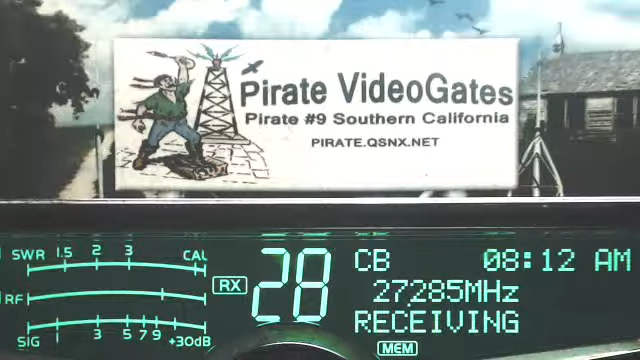 Pirate VideoGates
Pirate #9 Southern California
PIRATE.QSNX.NET
SWR 1.5 2 3 CAL
RF
SIG 1 3 5 7 9 +30dB
RX
28
CB 08:12 AM
27285MHz
RECEIVING
MEM